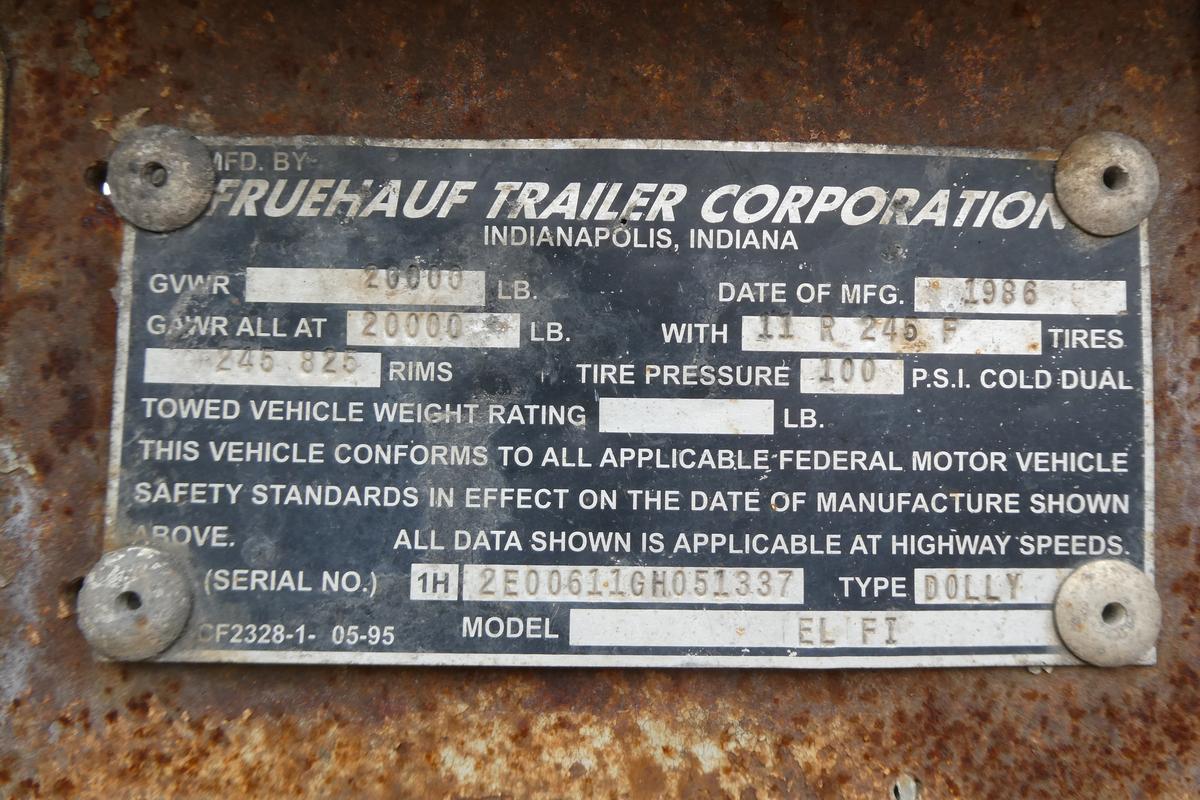 MFD. BY
FRUEHAUF TRAILER CORPORATION
INDIANAPOLIS, INDIANA
GVWR 20000 LB. DATE OF MFG. 1986
GAWR ALL AT 20000 LB. WITH 11 R 245 F TIRES
245 825 RIMS TIRE PRESSURE 100 P.S.I. COLD DUAL
TOWED VEHICLE WEIGHT RATING LB.
THIS VEHICLE CONFORMS TO ALL APPLICABLE FEDERAL MOTOR VEHICLE
SAFETY STANDARDS IN EFFECT ON THE DATE OF MANUFACTURE SHOWN
ABOVE. ALL DATA SHOWN IS APPLICABLE AT HIGHWAY SPEEDS.
(SERIAL NO.) 1H 2E00611GH051337 TYPE DOLLY
CF2328-1- 05-95 MODEL EL FI